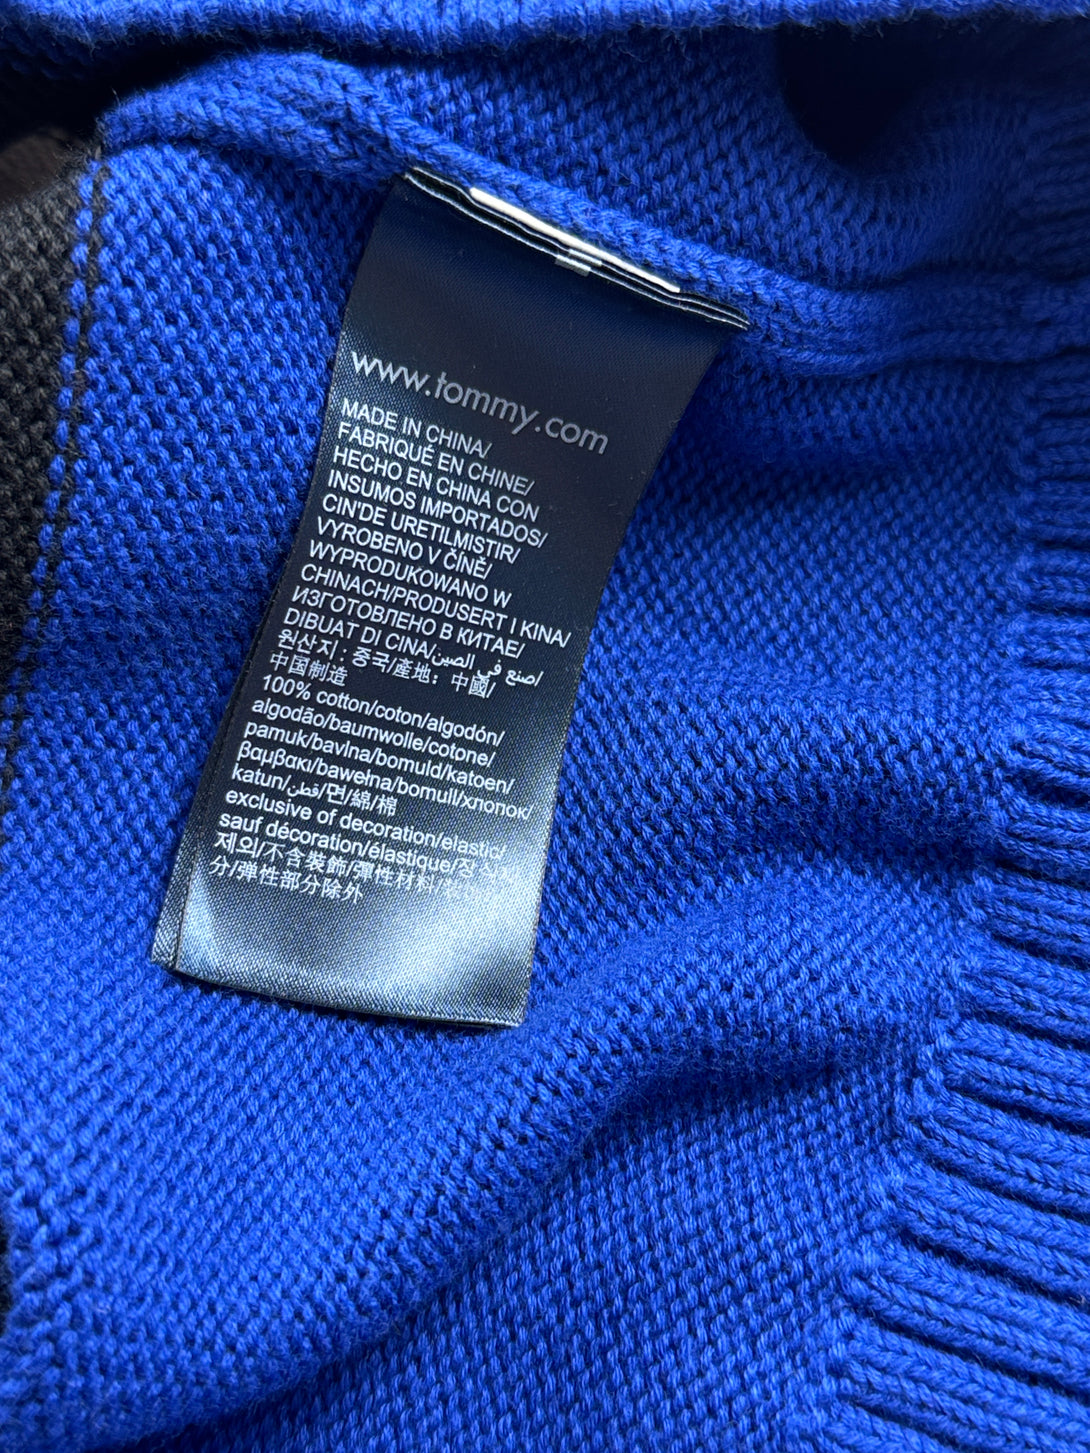 www.tommy.com
MADE IN CHINA/
FABRIQUÉ EN CHINE/
HECHO EN CHINA CON
INSUMOS IMPORTADOS/
CIN'DE URETILMISTIR/
VYROBENO V ČÍNĚ/
WYPRODUKOWANO W
CHINACH/PRODUSERT I KINA/
ИЗГОТОВЛЕНО В КИТАЕ/
DIBUAT DI CINA/صنع في الصين/
원산지 : 중국/產地：中國/
中国制造
100% cotton/coton/algodón/
algodão/baumwolle/cotone/
pamuk/bavlna/bomuld/katoen/
βαμβακι/bawełna/bomull/хлопок/
katun/قطن/면/綿/棉
exclusive of decoration/elastic/
sauf décoration/élastique/장식
제외/不含裝飾/彈性材料/
分/弹性部分除外